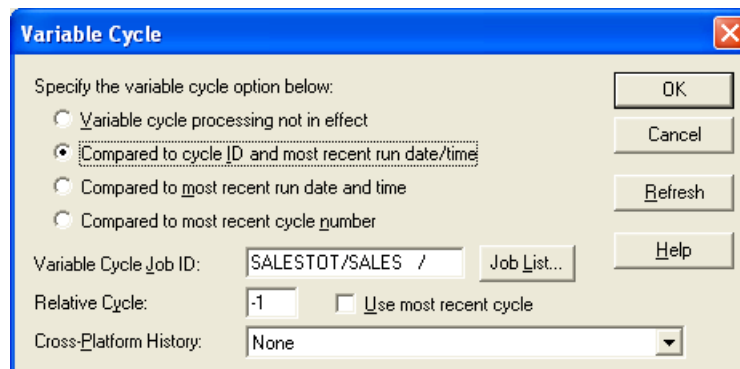 Variable Cycle
Specify the variable cycle option below:
OK
Variable cycle processing not in effect
Cancel
Compared to cycle ID and most recent run date/time
Compared to most recent run date and time
Refresh
Compared to most recent cycle number
Variable Cycle Job ID: SALESTOT/SALES / Job List...
Help
Relative Cycle: -1 Use most recent cycle
Cross-Platform History: None